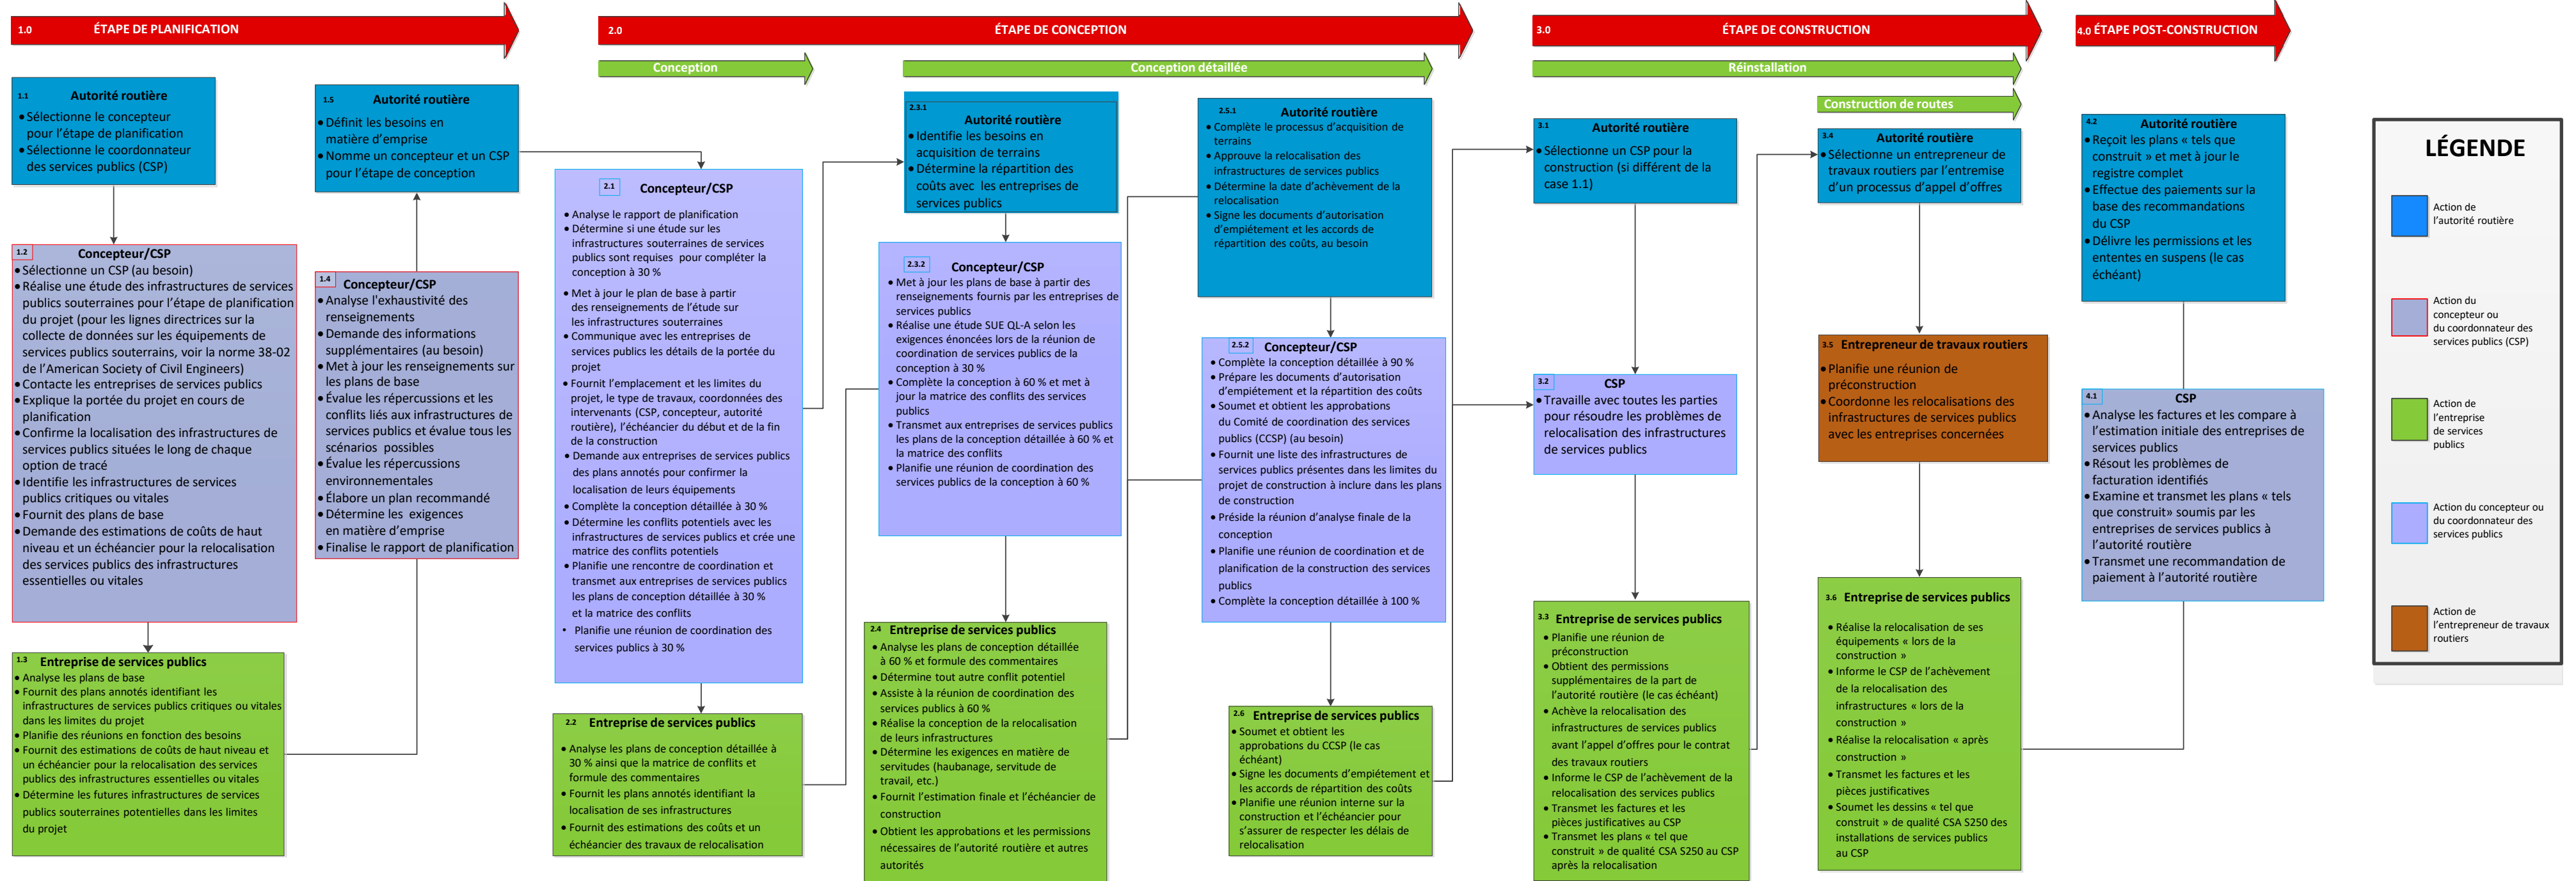 1.0 ÉTAPE DE PLANIFICATION
2.0 ÉTAPE DE CONCEPTION
3.0 ÉTAPE DE CONSTRUCTION
4.0 ÉTAPE POST-CONSTRUCTION
Conception
Conception détaillée
Réinstallation
Construction de routes
1.1 Autorité routière
• Sélectionne le concepteur
pour l'étape de planification
• Sélectionne le coordonnateur
des services publics (CSP)
1.2 Concepteur/CSP
• Sélectionne un CSP (au besoin)
• Réalise une étude des infrastructures de services
publics souterraines pour l'étape de planification
du projet (pour les lignes directrices sur la
collecte de données sur les équipements de
services publics souterrains, voir la norme 38-02
de l'American Society of Civil Engineers)
• Contacte les entreprises de services publics
• Explique la portée du projet en cours de
planification
• Confirme la localisation des infrastructures de
services publics situées le long de chaque
option de tracé
• Identifie les infrastructures de services
publics critiques ou vitales
• Fournit des plans de base
• Demande des estimations de coûts de haut
niveau et un échéancier pour la relocalisation
des services publics des infrastructures
essentielles ou vitales
1.3 Entreprise de services publics
• Analyse les plans de base
• Fournit des plans annotés identifiant les
infrastructures de services publics critiques ou vitales
dans les limites du projet
• Planifie des réunions en fonction des besoins
• Fournit des estimations de coûts de haut niveau et
un échéancier pour la relocalisation des services
publics des infrastructures essentielles ou vitales
• Détermine les futures infrastructures de services
publics souterraines potentielles dans les limites
du projet
1.5 Autorité routière
• Définit les besoins en
matière d'emprise
• Nomme un concepteur et un CSP
pour l'étape de conception
1.4 Concepteur/CSP
• Analyse l'exhaustivité des
renseignements
• Demande des informations
supplémentaires (au besoin)
• Met à jour les renseignements sur
les plans de base
• Évalue les répercussions et les
conflits liés aux infrastructures de
services publics et évalue tous les
scénarios possibles
• Évalue les répercussions
environnementales
• Élabore un plan recommandé
• Détermine les exigences
en matière d'emprise
• Finalise le rapport de planification
2.1 Concepteur/CSP
• Analyse le rapport de planification
• Détermine si une étude sur les
infrastructures souterraines de services
publics sont requises pour compléter la
conception à 30 %
• Met à jour le plan de base à partir
des renseignements de l'étude sur
les infrastructures souterraines
• Communique avec les entreprises de
services publics les détails de la portée du
projet
• Fournit l'emplacement et les limites du
projet, le type de travaux, coordonnées des
intervenants (CSP, concepteur, autorité
routière), l'échéancier du début et de la fin
de la construction
• Demande aux entreprises de services publics
des plans annotés pour confirmer la
localisation de leurs équipements
• Complète la conception détaillée à 30 %
• Détermine les conflits potentiels avec les
infrastructures de services publics et crée une
matrice des conflits potentiels
• Planifie une rencontre de coordination et
transmet aux entreprises de services publics
les plans de conception détaillée à 30 %
et la matrice des conflits
• Planifie une réunion de coordination des
services publics à 30 %
2.2 Entreprise de services publics
• Analyse les plans de conception détaillée à
30 % ainsi que la matrice de conflits et
formule des commentaires
• Fournit les plans annotés identifiant la
localisation de ses infrastructures
• Fournit des estimations des coûts et un
échéancier des travaux de relocalisation
2.3.1 Autorité routière
• Identifie les besoins en
acquisition de terrains
• Détermine la répartition des
coûts avec les entreprises de
services publics
2.3.2 Concepteur/CSP
• Met à jour les plans de base à partir des
renseignements fournis par les entreprises de
services publics
• Réalise une étude SUE QL-A selon les
exigences énoncées lors de la réunion de
coordination de services publics de la
conception à 30 %
• Complète la conception à 60 % et met à
jour la matrice des conflits des services
publics
• Transmet aux entreprises de services publics
les plans de la conception détaillée à 60 % et
la matrice des conflits
• Planifie une réunion de coordination des
services publics de la conception à 60 %
2.4 Entreprise de services publics
• Analyse les plans de conception détaillée
à 60 % et formule des commentaires
• Détermine tout autre conflit potentiel
• Assiste à la réunion de coordination des
services publics à 60 %
• Réalise la conception de la relocalisation
de leurs infrastructures
• Détermine les exigences en matière de
servitudes (haubanage, servitude de
travail, etc.)
• Fournit l'estimation finale et l'échéancier de
construction
• Obtient les approbations et les permissions
nécessaires de l'autorité routière et autres
autorités
2.5.1 Autorité routière
• Complète le processus d'acquisition de
terrains
• Approuve la relocalisation des
infrastructures de services publics
• Détermine la date d'achèvement de la
relocalisation
• Signe les documents d'autorisation
d'empiétement et les accords de
répartition des coûts, au besoin
2.5.2 Concepteur/CSP
• Complète la conception détaillée à 90 %
• Prépare les documents d'autorisation
d'empiétement et la répartition des coûts
• Soumet et obtient les approbations
du Comité de coordination des services
publics (CCSP) (au besoin)
• Fournit une liste des infrastructures de
services publics présentes dans les limites du
projet de construction à inclure dans les plans
de construction
• Préside la réunion d'analyse finale de la
conception
• Planifie une réunion de coordination et de
planification de la construction des services
publics
• Complète la conception détaillée à 100 %
2.6 Entreprise de services publics
• Soumet et obtient les
approbations du CCSP (le cas
échéant)
• Signe les documents d'empiétement et
les accords de répartition des coûts
• Planifie une réunion interne sur la
construction et l'échéancier pour
s'assurer de respecter les délais de
relocalisation
3.1 Autorité routière
• Sélectionne un CSP pour la
construction (si différent de la
case 1.1)
3.2 CSP
• Travaille avec toutes les parties
pour résoudre les problèmes de
relocalisation des infrastructures
de services publics
3.3 Entreprise de services publics
• Planifie une réunion de
préconstruction
• Obtient des permissions
supplémentaires de la part de
l'autorité routière (le cas échéant)
• Achève la relocalisation des
infrastructures de services publics
avant l'appel d'offres pour le contrat
des travaux routiers
• Informe le CSP de l'achèvement de la
relocalisation des services publics
• Transmet les factures et les
pièces justificatives au CSP
• Transmet les plans « tel que
construit » de qualité CSA S250 au CSP
après la relocalisation
3.4 Autorité routière
• Sélectionne un entrepreneur de
travaux routiers par l'entremise
d'un processus d'appel d'offres
3.5 Entrepreneur de travaux routiers
• Planifie une réunion de
préconstruction
• Coordonne les relocalisations des
infrastructures de services publics
avec les entreprises concernées
3.6 Entreprise de services publics
• Réalise la relocalisation de ses
équipements « lors de la
construction »
• Informe le CSP de l'achèvement
de la relocalisation des
infrastructures « lors de la
construction »
• Réalise la relocalisation « après
construction »
• Transmet les factures et les
pièces justificatives
• Soumet les dessins « tel que
construit » de qualité CSA S250 des
installations de services publics
au CSP
4.2 Autorité routière
• Reçoit les plans « tels que
construit » et met à jour le
registre complet
• Effectue des paiements sur la
base des recommandations
du CSP
• Délivre les permissions et les
ententes en suspens (le cas
échéant)
4.1 CSP
• Analyse les factures et les compare à
l'estimation initiale des entreprises de
services publics
• Résout les problèmes de
facturation identifiés
• Examine et transmet les plans « tels
que construit» soumis par les
entreprises de services publics à
l'autorité routière
• Transmet une recommandation de
paiement à l'autorité routière
LÉGENDE
Action de
l'autorité routière
Action du
concepteur ou
du coordonnateur des
services publics (CSP)
Action de
l'entreprise
de services
publics
Action du concepteur ou
du coordonnateur des
services publics
Action de
l'entrepreneur de travaux
routiers